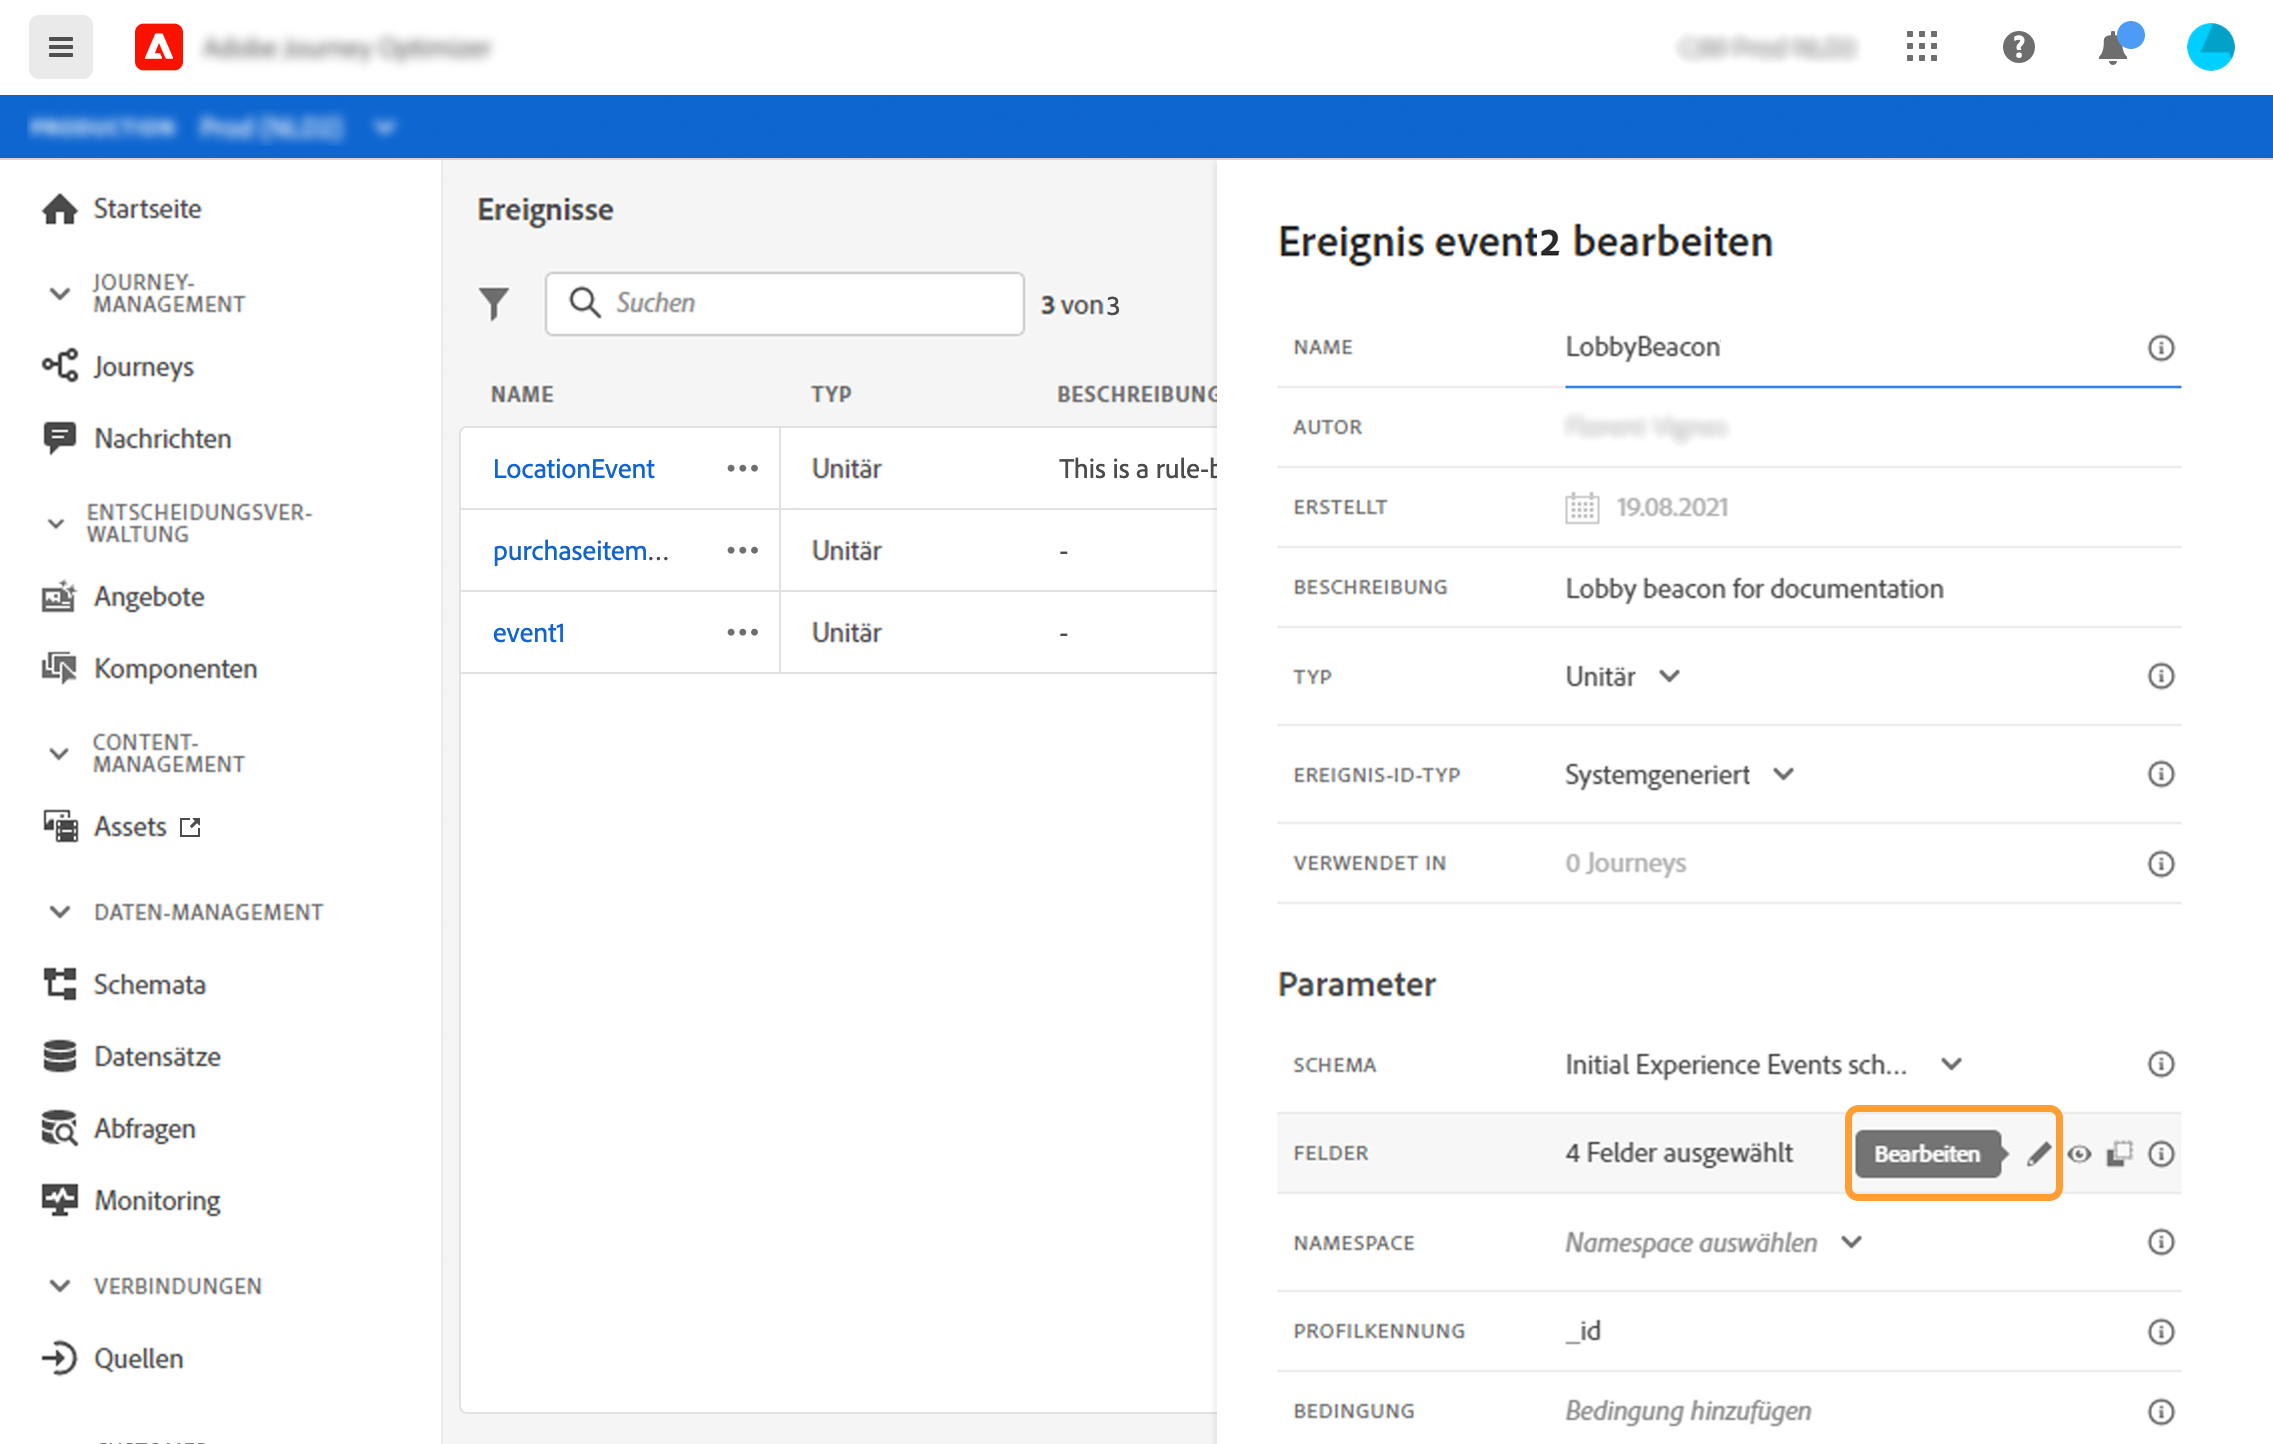 Startseite
JOURNEY-
MANAGEMENT
Journeys
Nachrichten
ENTSCHEIDUNGSVER-
WALTUNG
Angebote
Komponenten
CONTENT-
MANAGEMENT
Assets
DATEN-MANAGEMENT
Schemata
Datensätze
Abfragen
Monitoring
VERBINDUNGEN
Quellen
Ereignisse
Suchen
3 von 3
NAME TYP BESCHREIBUNG
LocationEvent ••• Unitär This is a rule-b
purchaseitem... ••• Unitär -
event1 ••• Unitär -
Ereignis event2 bearbeiten
NAME LobbyBeacon
AUTOR
ERSTELLT 19.08.2021
BESCHREIBUNG Lobby beacon for documentation
TYP Unitär
EREIGNIS-ID-TYP Systemgeneriert
VERWENDET IN 0 Journeys
Parameter
SCHEMA Initial Experience Events sch...
FELDER 4 Felder ausgewählt Bearbeiten
NAMESPACE Namespace auswählen
PROFILKENNUNG _id
BEDINGUNG Bedingung hinzufügen